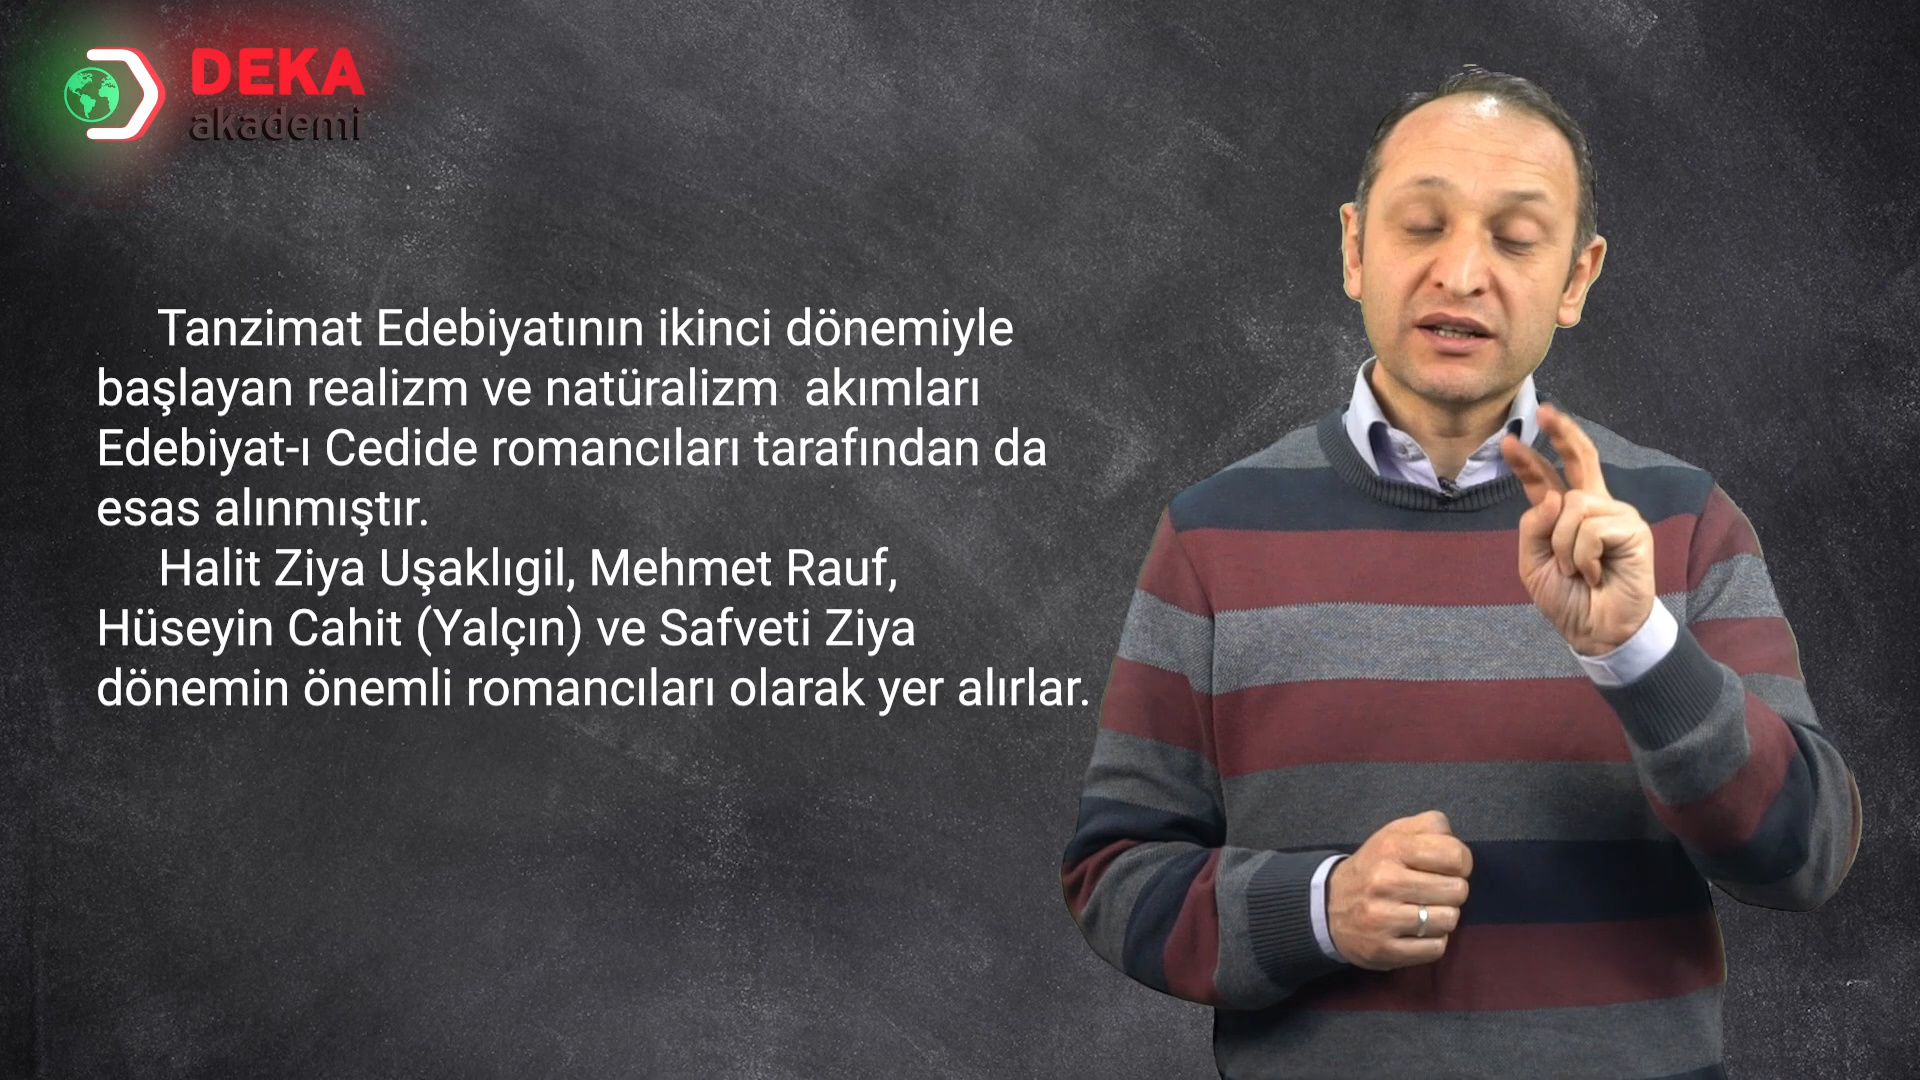 DEKA
akademi
Tanzimat Edebiyatının ikinci dönemiyle
başlayan realizm ve natüralizm  akımları
Edebiyat-ı Cedide romancıları tarafından da
esas alınmıştır.
Halit Ziya Uşaklıgil, Mehmet Rauf,
Hüseyin Cahit (Yalçın) ve Safveti Ziya
dönemin önemli romancıları olarak yer alırlar.